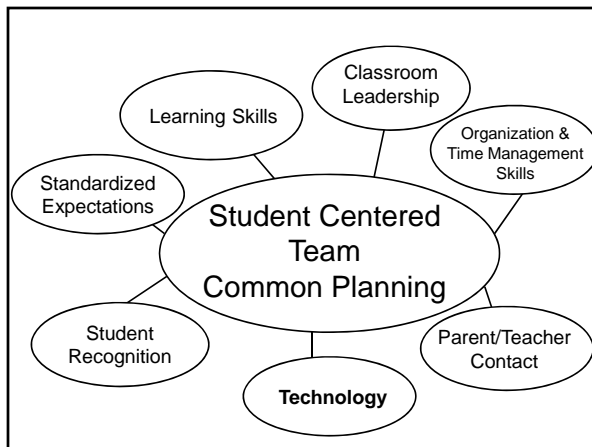 Classroom
Leadership
Learning Skills
Organization &
Time Management
Skills
Standardized
Expectations
Student Centered
Team
Common Planning
Student
Recognition
Parent/Teacher
Contact
Technology